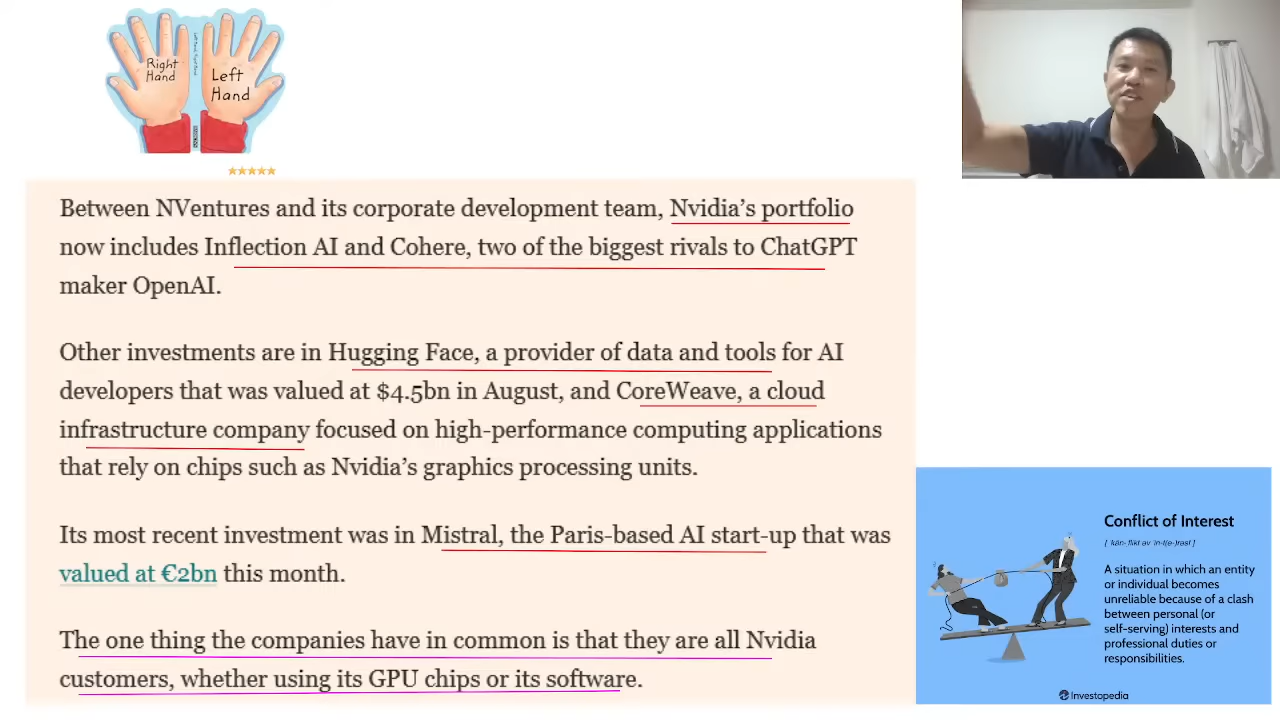 Right
Hand
Left
Hand
Between NVentures and its corporate development team, Nvidia's portfolio
now includes Inflection AI and Cohere, two of the biggest rivals to ChatGPT
maker OpenAI.
Other investments are in Hugging Face, a provider of data and tools for AI
developers that was valued at $4.5bn in August, and CoreWeave, a cloud
infrastructure company focused on high-performance computing applications
that rely on chips such as Nvidia's graphics processing units.
Its most recent investment was in Mistral, the Paris-based AI start-up that was
valued at €2bn this month.
The one thing the companies have in common is that they are all Nvidia
customers, whether using its GPU chips or its software.
Conflict of Interest
[ ˈkän-ˌflikt əv ˈin-t(ə-)rəst ]
A situation in which an entity
or individual becomes
unreliable because of a clash
between personal (or
self-serving) interests and
professional duties or
responsibilities.
Investopedia